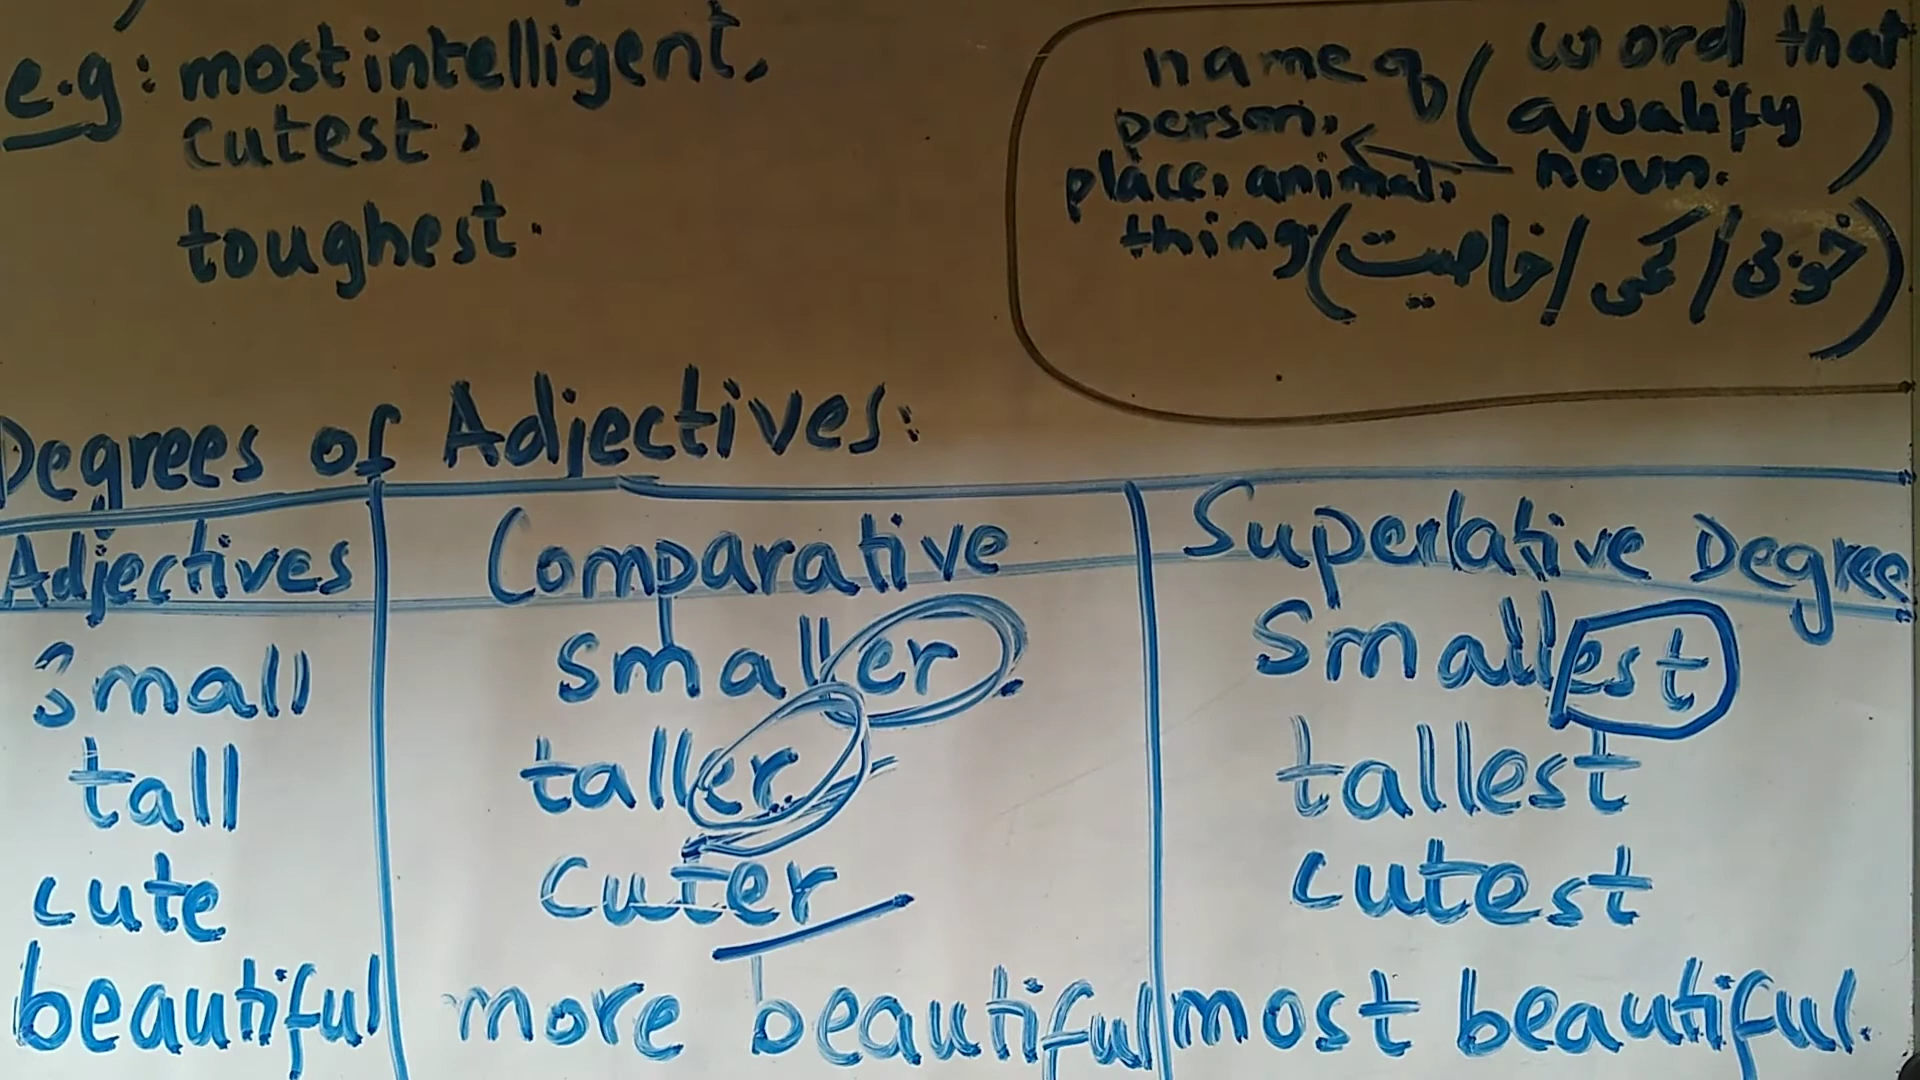 e.g: most intelligent,
cutest,
toughest.
(word that
qualify
noun.)
name of
person,
place, animal,
thing
(خوبی/کمی/خاصیت)
Degrees of Adjectives:
Adjectives Comparative Superlative Degree
small smaller smallest
tall taller tallest
cute cuter cutest
beautiful more beautiful most beautiful.